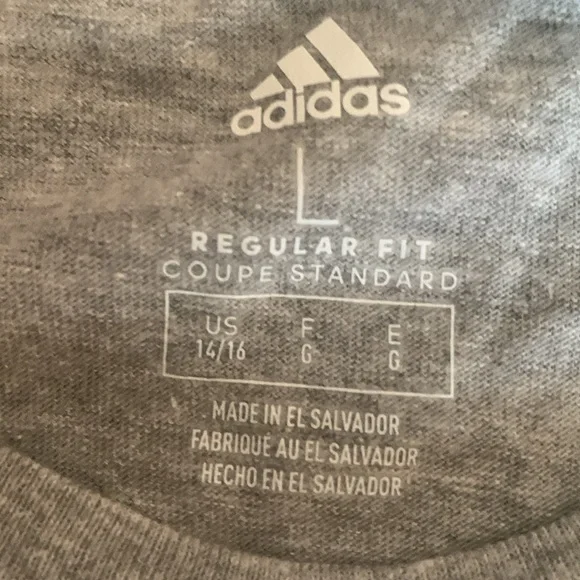 adidas
L
REGULAR FIT
COUPE STANDARD
US F E
14/16 G G
MADE IN EL SALVADOR
FABRIQUÉ AU EL SALVADOR
HECHO EN EL SALVADOR